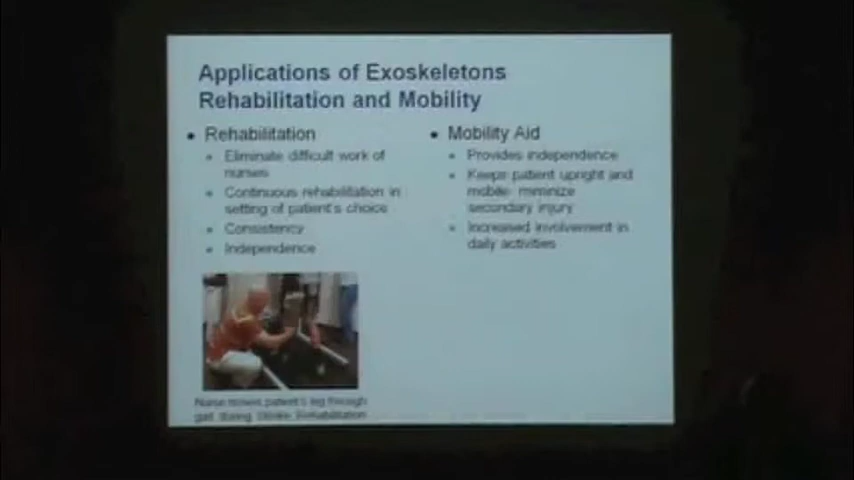 Applications of Exoskeletons
Rehabilitation and Mobility
• Rehabilitation
• Eliminate difficult work of
nurses
• Continuous rehabilitation in
setting of patient's choice
• Consistency
• Independence
• Mobility Aid
• Provides independence
• Keeps patient upright and
mobile- minimize
secondary injury
• Increased involvement in
daily activities
Nurse moves patient's leg through
gait during Stroke Rehabilitation